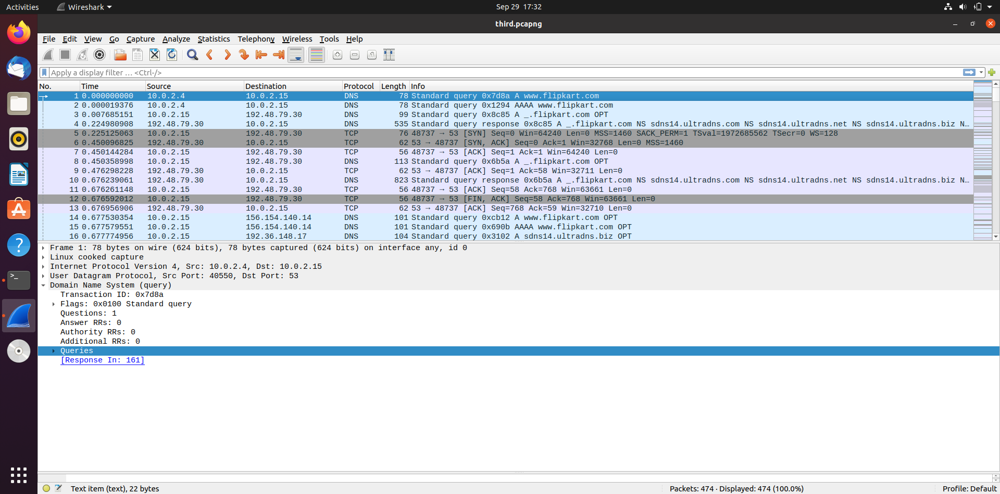 Activities Wireshark Sep 29 17:32
third.pcapng
File Edit View Go Capture Analyze Statistics Telephony Wireless Tools Help
Apply a display filter … <Ctrl-/>
No. Time Source Destination Protocol Length Info
1 0.000000000 10.0.2.4 10.0.2.15 DNS 78 Standard query 0x7d8a A www.flipkart.com
2 0.000019376 10.0.2.4 10.0.2.15 DNS 78 Standard query 0x1294 AAAA www.flipkart.com
3 0.007685151 10.0.2.15 192.48.79.30 DNS 99 Standard query 0x8c85 A _.flipkart.com OPT
4 0.224980908 192.48.79.30 10.0.2.15 DNS 535 Standard query response 0x8c85 A _.flipkart.com NS sdns14.ultradns.com NS sdns14.ultradns.net NS sdns14.ultradns.biz N…
5 0.225125063 10.0.2.15 192.48.79.30 TCP 76 48737 → 53 [SYN] Seq=0 Win=64240 Len=0 MSS=1460 SACK_PERM=1 TSval=1972685562 TSecr=0 WS=128
6 0.450096825 192.48.79.30 10.0.2.15 TCP 62 53 → 48737 [SYN, ACK] Seq=0 Ack=1 Win=32768 Len=0 MSS=1460
7 0.450144284 10.0.2.15 192.48.79.30 TCP 56 48737 → 53 [ACK] Seq=1 Ack=1 Win=64240 Len=0
8 0.450358998 10.0.2.15 192.48.79.30 DNS 113 Standard query 0x6b5a A _.flipkart.com OPT
9 0.476298228 192.48.79.30 10.0.2.15 TCP 62 53 → 48737 [ACK] Seq=1 Ack=58 Win=32711 Len=0
10 0.676239061 192.48.79.30 10.0.2.15 DNS 823 Standard query response 0x6b5a A _.flipkart.com NS sdns14.ultradns.com NS sdns14.ultradns.net NS sdns14.ultradns.biz N…
11 0.676261148 10.0.2.15 192.48.79.30 TCP 56 48737 → 53 [ACK] Seq=58 Ack=768 Win=63661 Len=0
12 0.676592012 10.0.2.15 192.48.79.30 TCP 56 48737 → 53 [FIN, ACK] Seq=58 Ack=768 Win=63661 Len=0
13 0.676956906 192.48.79.30 10.0.2.15 TCP 62 53 → 48737 [ACK] Seq=768 Ack=59 Win=32710 Len=0
14 0.677530354 10.0.2.15 156.154.140.14 DNS 101 Standard query 0xcb12 A www.flipkart.com OPT
15 0.677579551 10.0.2.15 156.154.140.14 DNS 101 Standard query 0x690b AAAA www.flipkart.com OPT
16 0.677774956 10.0.2.15 192.36.148.17 DNS 104 Standard query 0x3102 A sdns14.ultradns.biz OPT
Frame 1: 78 bytes on wire (624 bits), 78 bytes captured (624 bits) on interface any, id 0
Linux cooked capture
Internet Protocol Version 4, Src: 10.0.2.4, Dst: 10.0.2.15
User Datagram Protocol, Src Port: 40550, Dst Port: 53
Domain Name System (query)
Transaction ID: 0x7d8a
Flags: 0x0100 Standard query
Questions: 1
Answer RRs: 0
Authority RRs: 0
Additional RRs: 0
Queries
[Response In: 161]
Text item (text), 22 bytes Packets: 474 · Displayed: 474 (100.0%) Profile: Default